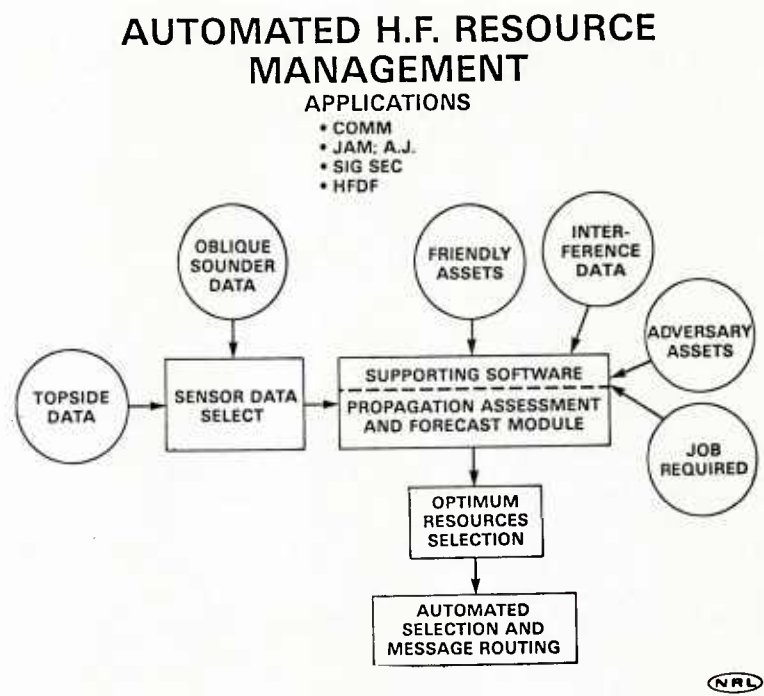 AUTOMATED H.F. RESOURCE
MANAGEMENT
APPLICATIONS
• COMM
• JAM; A.J.
• SIG SEC
• HFDF
OBLIQUE
SOUNDER
DATA
FRIENDLY
ASSETS
INTER-
FERENCE
DATA
ADVERSARY
ASSETS
TOPSIDE
DATA
SENSOR DATA
SELECT
SUPPORTING SOFTWARE
PROPAGATION ASSESSMENT
AND FORECAST MODULE
JOB
REQUIRED
OPTIMUM
RESOURCES
SELECTION
AUTOMATED
SELECTION AND
MESSAGE ROUTING
NRL